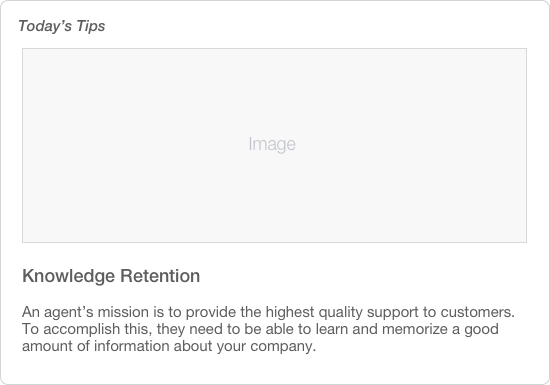 Today’s Tips
Image
Knowledge Retention
An agent’s mission is to provide the highest quality support to customers.
To accomplish this, they need to be able to learn and memorize a good
amount of information about your company.